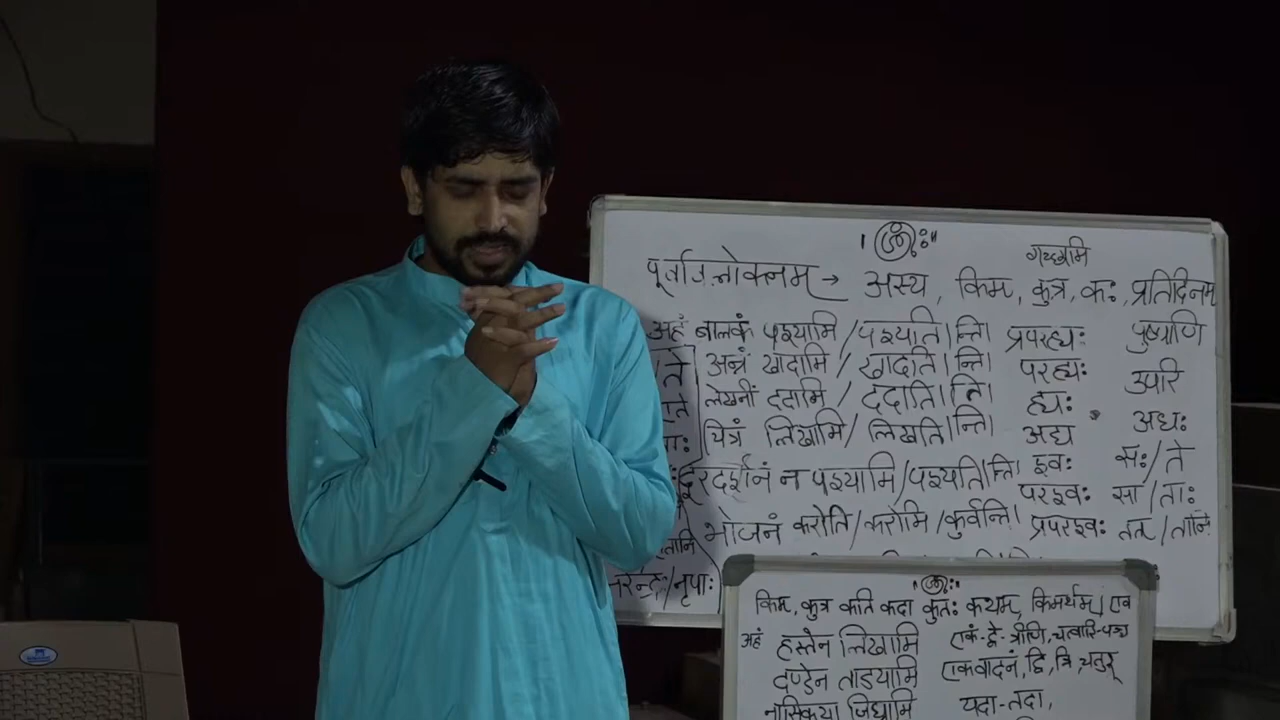 । ॐ ॥
गच्छामि
→ अस्य, किम्, कुत्र, कः, प्रतिदिनम्
अहं बालकं पश्यामि / पश्यति । न्ति। प्रपरह्यः पुष्पाणि
/ ते अन्नं खादामि / खादति । न्ति। परह्यः उपरि
लेखनीं ददामि / ददाति । ति। ह्यः अधः
चित्रं लिखामि / लिखति । न्ति। अद्य
दूरदर्शनं न पश्यामि / पश्यति । न्ति। श्वः सः / ते
परश्वः सा / ताः
भोजनं करोति / करोमि / कुर्वन्ति। प्रपरश्वः तत् / तानि
नरेन्द्रः / नृपाः
ॐ
किम्, कुत्र कति कदा कुतः कथम्, किमर्थम्। एव
अहं हस्तेन लिखामि एकं-द्वे-त्रीणि, चत्वारि-पञ्च
दण्डेन ताडयामि एकवादनं, द्वि, त्रि, चतुर्
नासिकया जिघ्रामि यदा-तदा,